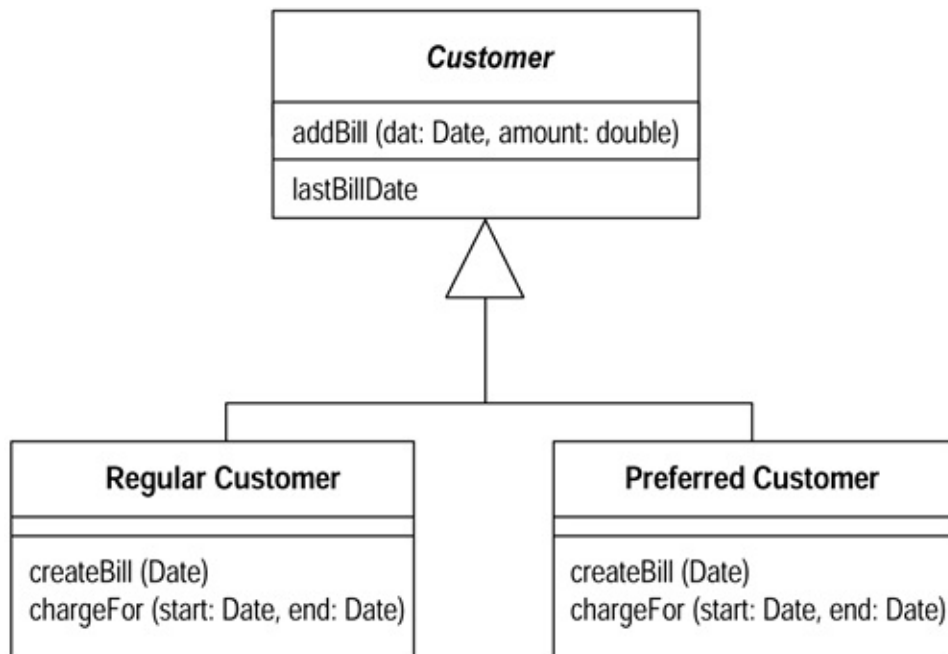 Customer
addBill (dat: Date, amount: double)
lastBillDate
Regular Customer
createBill (Date)
chargeFor (start: Date, end: Date)
Preferred Customer
createBill (Date)
chargeFor (start: Date, end: Date)